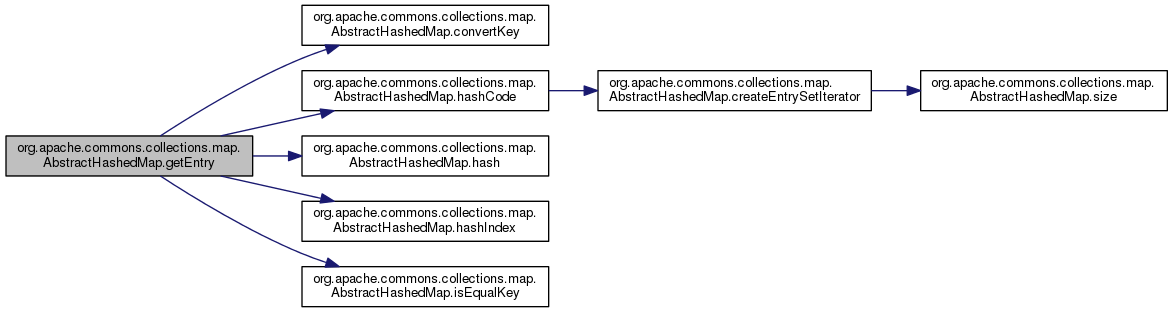 org.apache.commons.collections.map.
AbstractHashedMap.convertKey
org.apache.commons.collections.map.
AbstractHashedMap.hashCode
org.apache.commons.collections.map.
AbstractHashedMap.createEntrySetIterator
org.apache.commons.collections.map.
AbstractHashedMap.size
org.apache.commons.collections.map.
AbstractHashedMap.getEntry
org.apache.commons.collections.map.
AbstractHashedMap.hash
org.apache.commons.collections.map.
AbstractHashedMap.hashIndex
org.apache.commons.collections.map.
AbstractHashedMap.isEqualKey